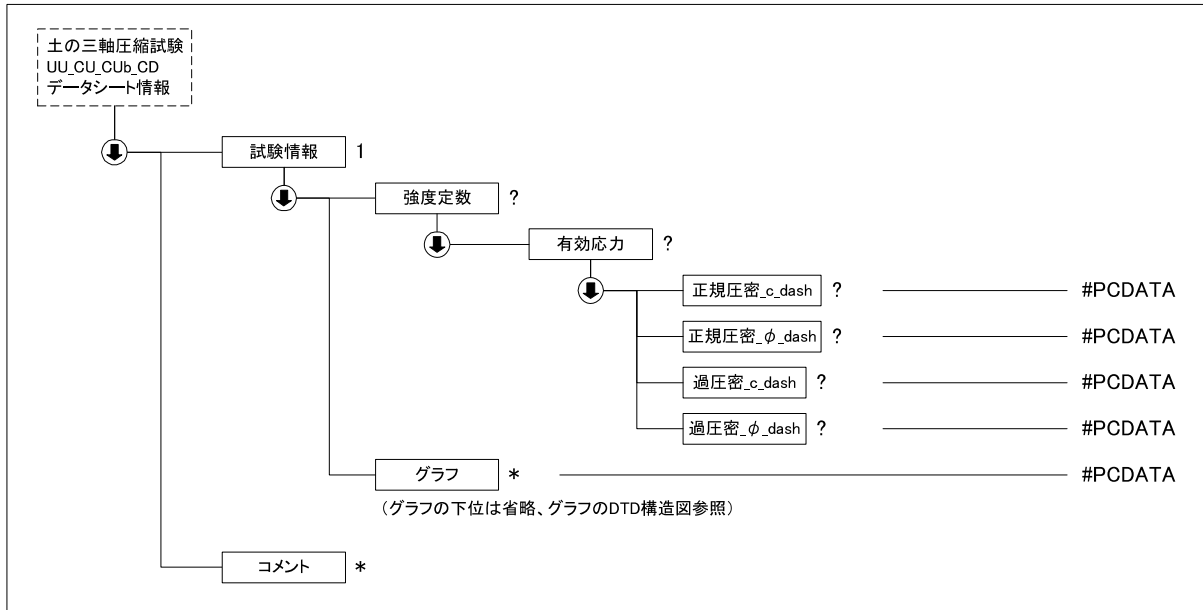 土の三軸圧縮試験
UU_CU_CUb_CD
データシート情報
試験情報 1
強度定数 ?
有効応力 ?
正規圧密_c_dash ? #PCDATA
正規圧密_φ_dash ? #PCDATA
過圧密_c_dash ? #PCDATA
過圧密_φ_dash ? #PCDATA
グラフ * #PCDATA
（グラフの下位は省略、グラフのDTD構造図参照）
コメント *